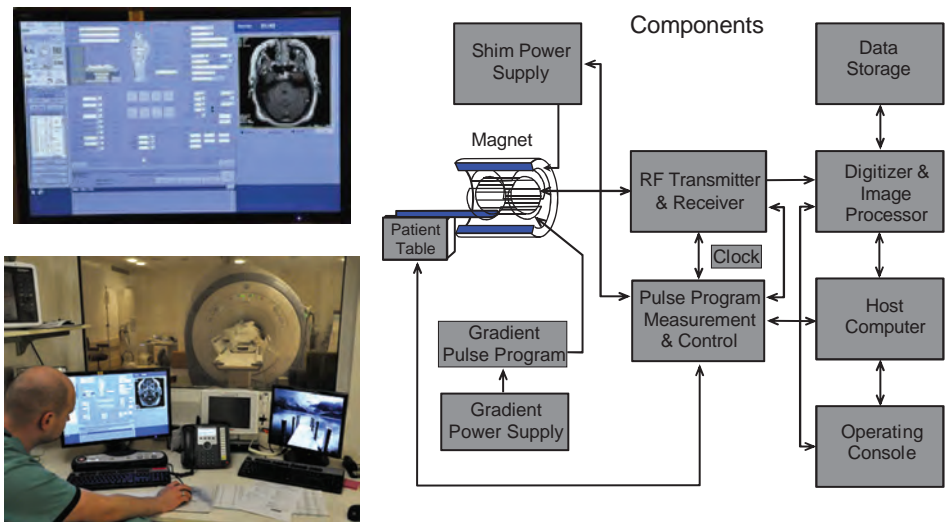 Components
Shim Power
Supply
Data
Storage
Magnet
RF Transmitter
& Receiver
Digitizer &
Image
Processor
Patient
Table
Clock
Pulse Program
Measurement
& Control
Host
Computer
Gradient
Pulse Program
Gradient
Power Supply
Operating
Console